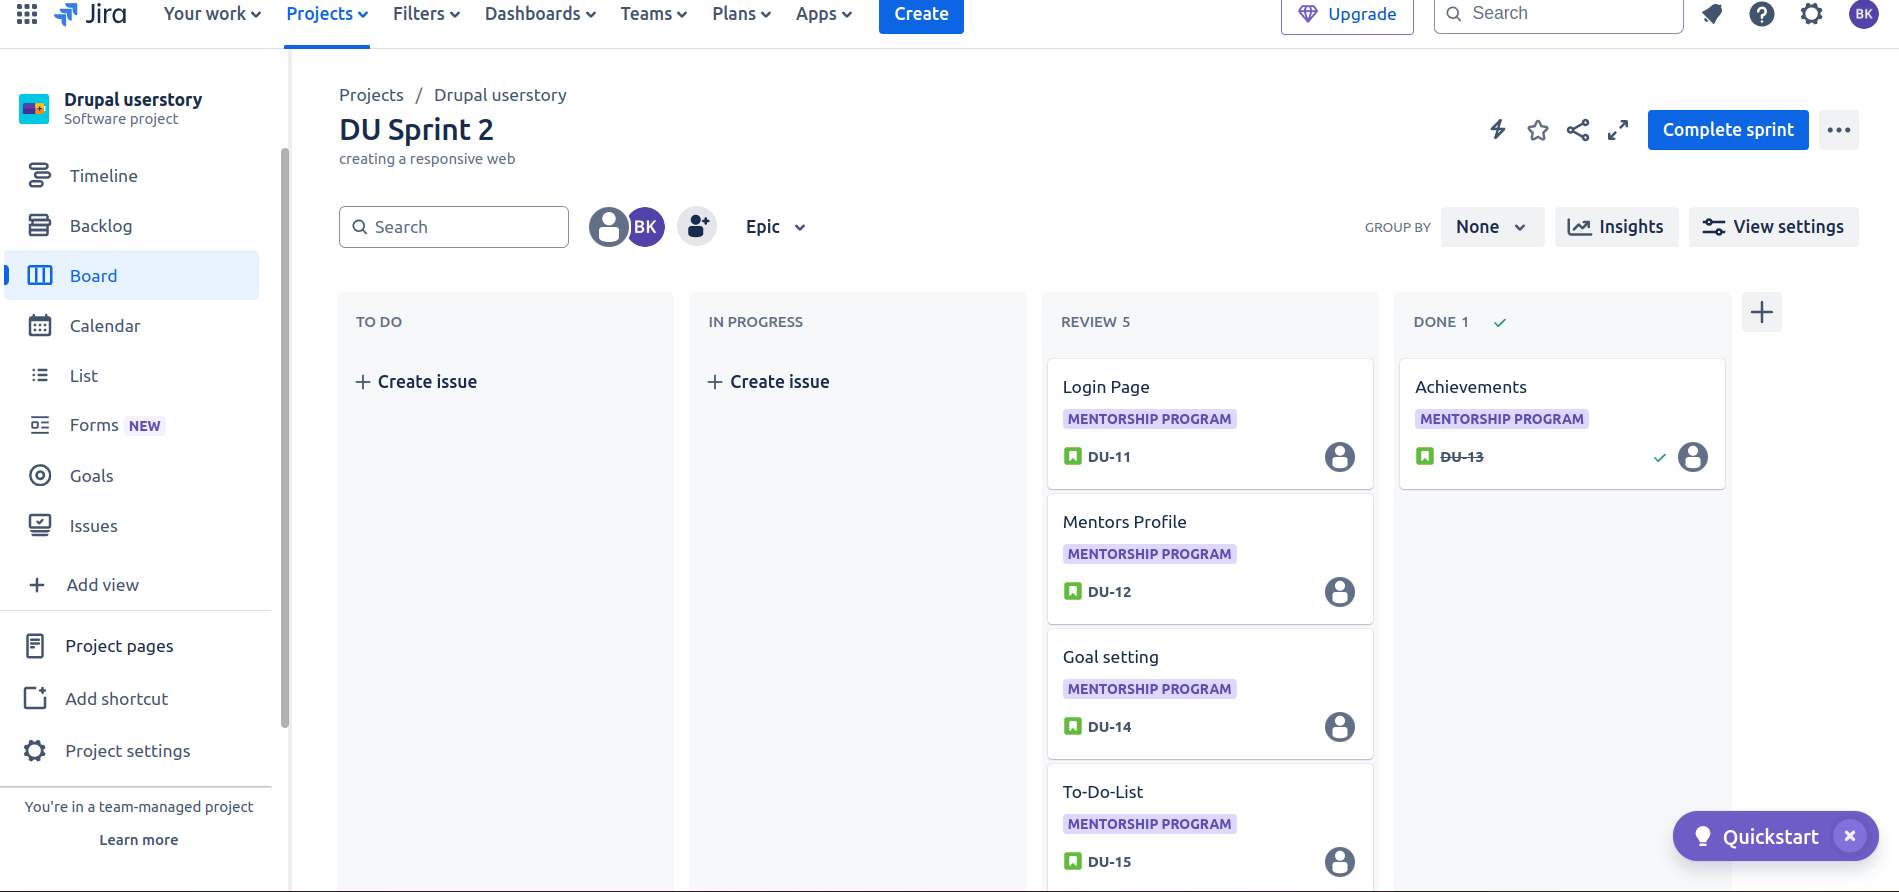 Jira Your work Projects Filters Dashboards Teams Plans Apps Create Upgrade Search BK
Drupal userstory
Software project
Timeline
Backlog
Board
Calendar
List
Forms NEW
Goals
Issues
Add view
Project pages
Add shortcut
Project settings
You're in a team-managed project
Learn more
Projects / Drupal userstory
DU Sprint 2
creating a responsive web
Complete sprint
Search BK Epic GROUP BY None Insights View settings
TO DO
+ Create issue
IN PROGRESS
+ Create issue
REVIEW 5
Login Page
MENTORSHIP PROGRAM
DU-11
Mentors Profile
MENTORSHIP PROGRAM
DU-12
Goal setting
MENTORSHIP PROGRAM
DU-14
To-Do-List
MENTORSHIP PROGRAM
DU-15
DONE 1
Achievements
MENTORSHIP PROGRAM
DU-13
Quickstart